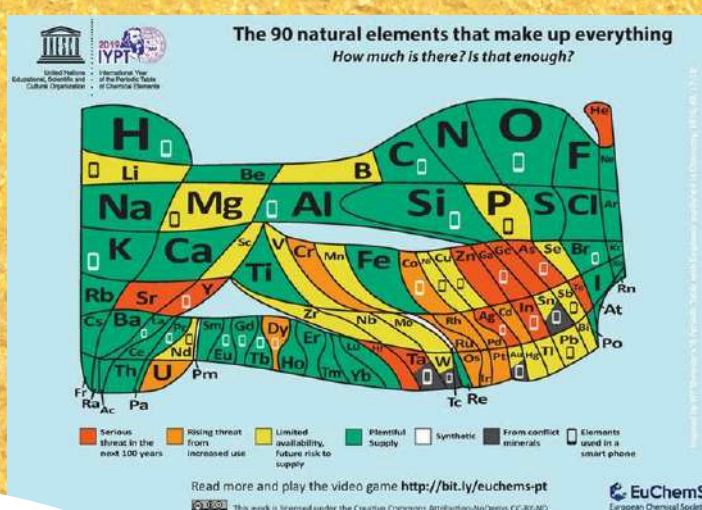 The 90 natural elements that make up everything
How much is there? Is that enough?
2019
IYPT
United Nations
Educational, Scientific and
Cultural Organization
International Year
of the Periodic Table
of Chemical Elements
H He
Li Be B C N O F Ne
Na Mg Al Si P S Cl Ar
K Ca Sc Ti V Cr Mn Fe Co Ni Cu Zn Ga Ge As Se Br Kr
Rb Sr Y Zr Nb Mo Ru Rh Pd Ag Cd In Sn Sb Te I
Cs Ba La Ce Pr Nd Sm Eu Gd Tb Dy Ho Er Tm Yb Lu Ta W Re Os Ir Pt Au Hg Tl Pb Bi Po At Rn
Fr Ra Ac Th Pa U Pm Tc
Serious
threat in the
next 100 years
Rising threat
from
increased use
Limited
availability,
future risk to
supply
Plentiful
Supply
Synthetic
From conflict
minerals
Elements
used in a
smart phone
Read more and play the video game http://bit.ly/euchems-pt
This work is licensed under the Creative Commons Attribution-NoDerivs CC-BY-ND
EuChemS
European Chemical Society